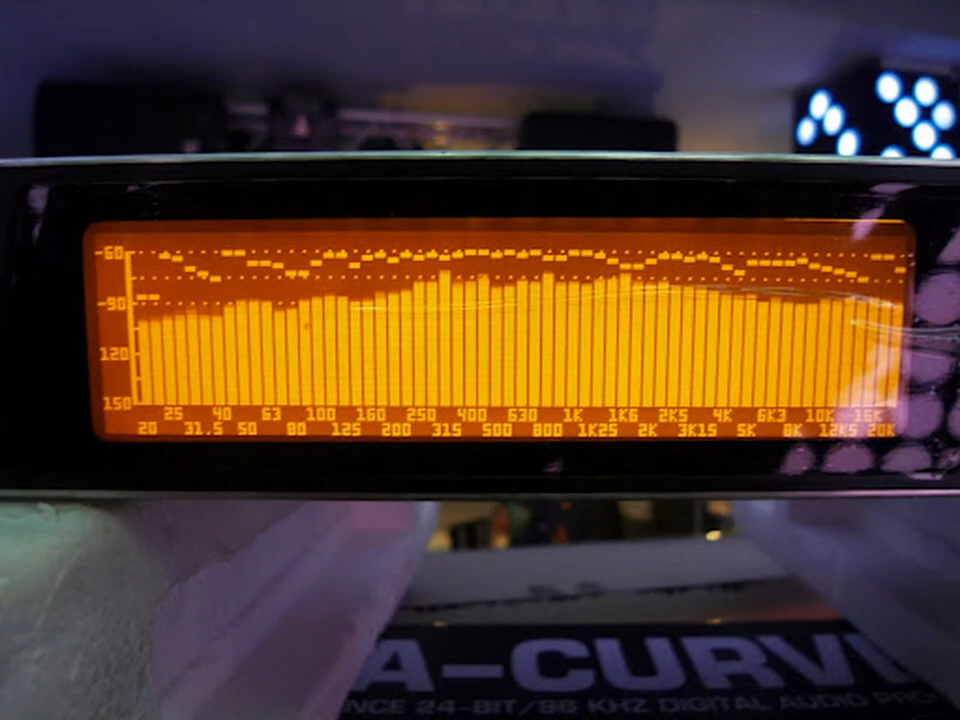 -60
-90
120
150
25 40 63 100 160 250 400 630 1K 1K6 2K5 4K 6K3 10K 16K
20 31.5 50 80 125 200 315 500 800 1K25 2K 3K15 5K 8K 12K5 20K
A-CURV
24-BIT/96 KHZ DIGITAL AUDIO